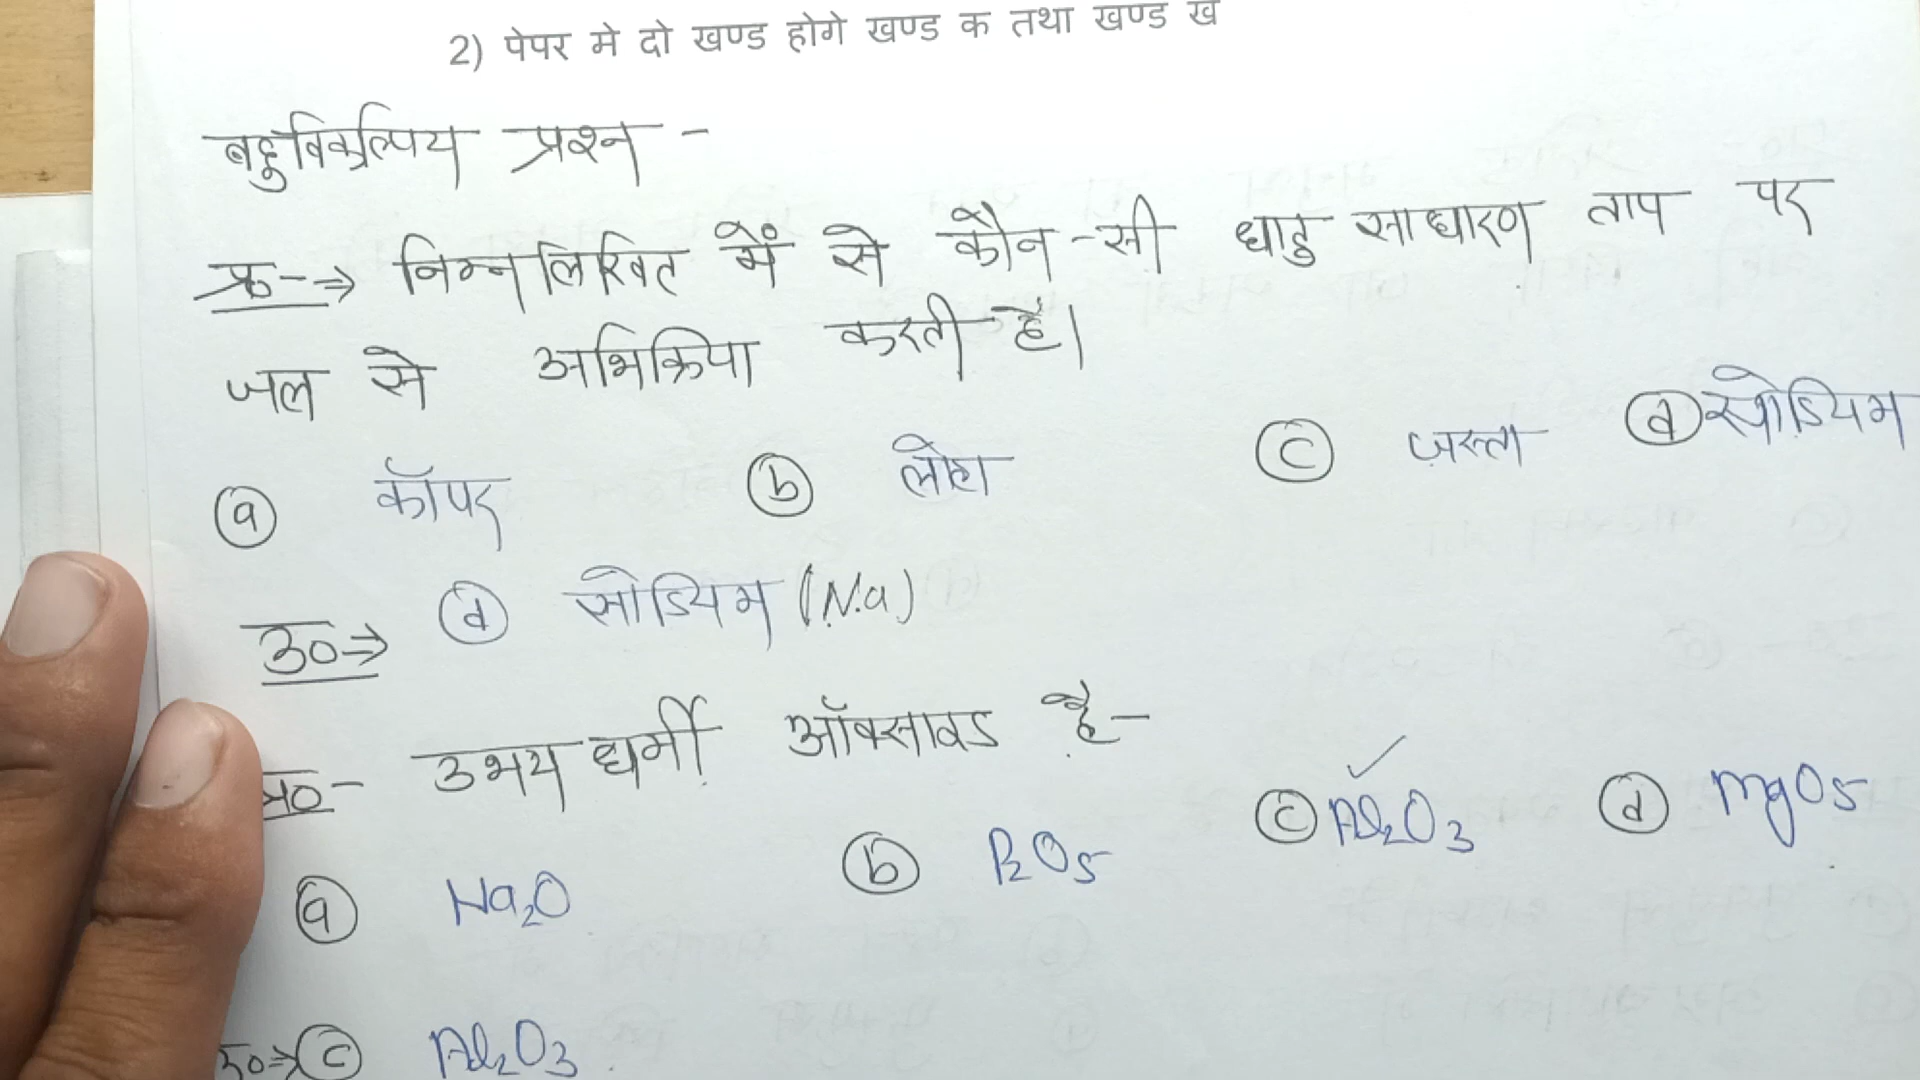 2) पेपर मे दो खण्ड होगे खण्ड क तथा खण्ड ख
बहुविकल्पिय प्रश्न -
प्र०-→ निम्नलिखित में से कौन-सी धातु साधारण ताप पर
जल से अभिक्रिया करती है।
(a) कॉपर (b) लोहा (c) जस्ता (d) सोडियम
उ०→ (d) सोडियम (Na)
प्र०- उभयधर्मी ऑक्साइड है-
(a) Na₂O (b) P₂O₅ (c) Al₂O₃ ✓ (d) MgO₅
उ०→ (c) Al₂O₃